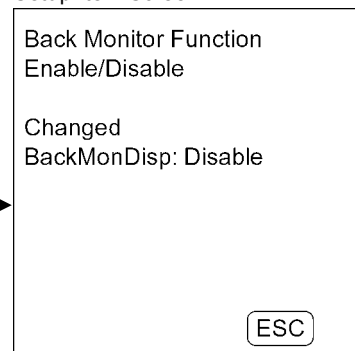 Back Monitor Function
Enable/Disable
Changed
BackMonDisp: Disable
ESC